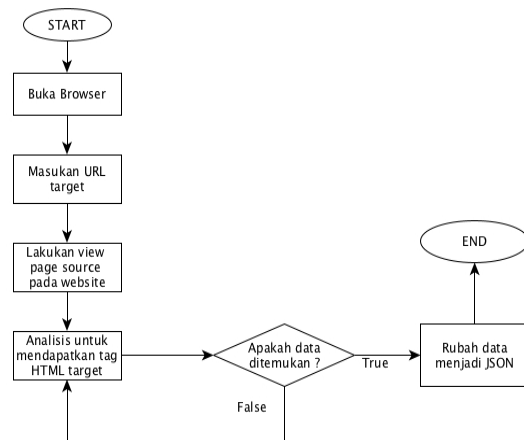 START
Buka Browser
Masukan URL
target
Lakukan view
page source
pada website
Analisis untuk
mendapatkan tag
HTML target
Apakah data
ditemukan ?
True
False
Rubah data
menjadi JSON
END